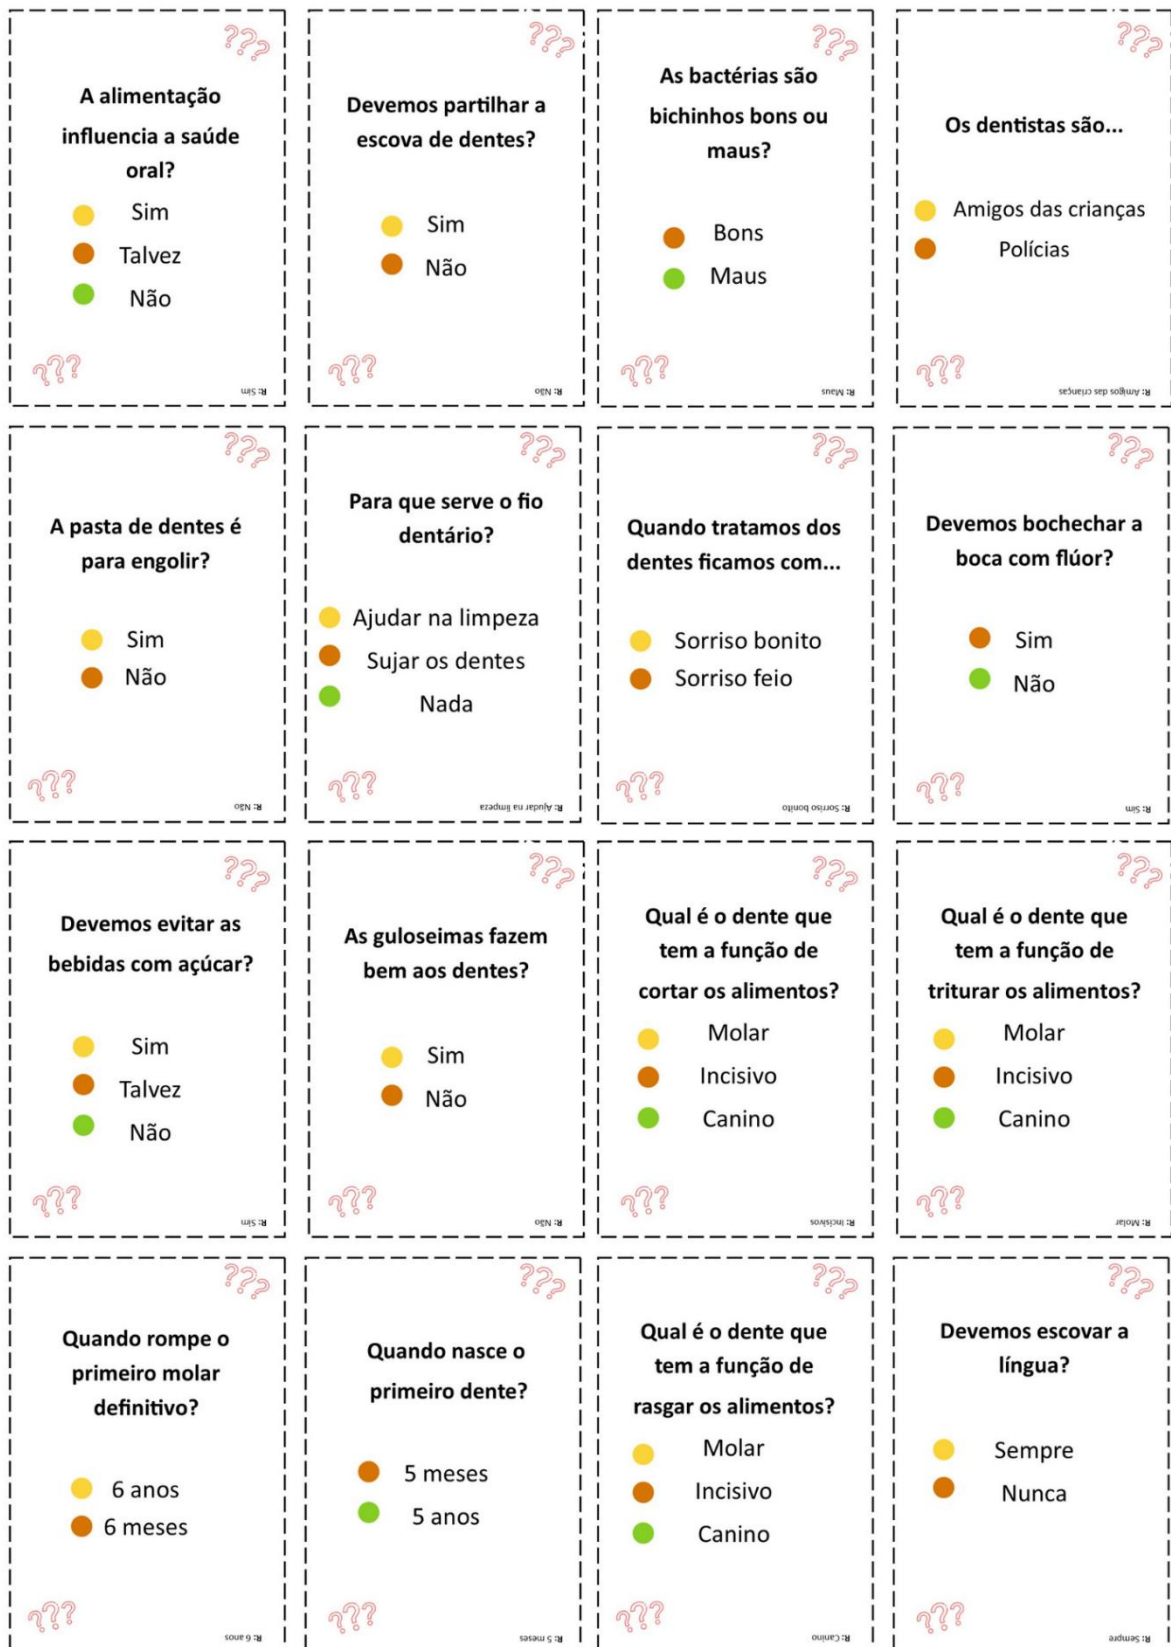 ???
A alimentação
influencia a saúde
oral?
Sim
Talvez
Não
???
R: Sim
???
Devemos partilhar a
escova de dentes?
Sim
Não
???
R: Não
???
As bactérias são
bichinhos bons ou
maus?
Bons
Maus
???
R: Maus
???
Os dentistas são...
Amigos das crianças
Polícias
R: Amigos das crianças
???
A pasta de dentes é
para engolir?
Sim
Não
???
R: Não
???
Para que serve o fio
dentário?
Ajudar na limpeza
Sujar os dentes
Nada
???
R: Ajudar na limpeza
???
Quando tratamos dos
dentes ficamos com...
Sorriso bonito
Sorriso feio
???
R: Sorriso bonito
???
Devemos bochechar a
boca com flúor?
Sim
Não
???
R: Sim
???
Devemos evitar as
bebidas com açúcar?
Sim
Talvez
Não
???
R: Sim
???
As guloseimas fazem
bem aos dentes?
Sim
Não
???
R: Não
???
Qual é o dente que
tem a função de
cortar os alimentos?
Molar
Incisivo
Canino
???
R: Incisivos
???
Qual é o dente que
tem a função de
triturar os alimentos?
Molar
Incisivo
Canino
???
R: Molar
???
Quando rompe o
primeiro molar
definitivo?
6 anos
6 meses
???
R: 6 anos
???
Quando nasce o
primeiro dente?
5 meses
5 anos
???
R: 5 meses
???
Qual é o dente que
tem a função de
rasgar os alimentos?
Molar
Incisivo
Canino
???
R: Canino
???
Devemos escovar a
língua?
Sempre
Nunca
???
R: Sempre